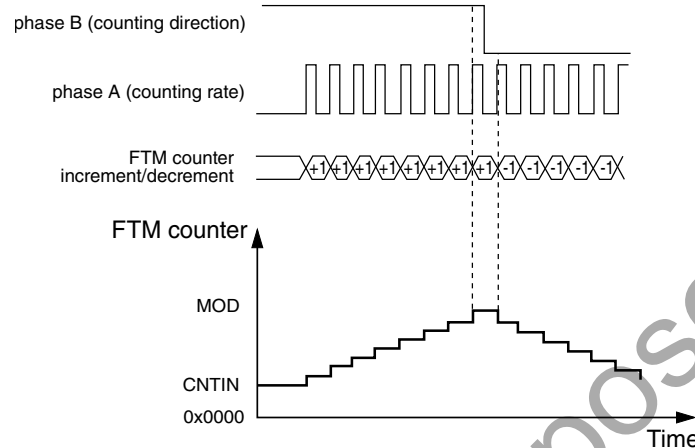 phase B (counting direction)
phase A (counting rate)
FTM counter
increment/decrement
+1 +1 +1 +1 +1 +1 +1 +1 -1 -1 -1 -1 -1
FTM counter
MOD
CNTIN
0x0000
Time